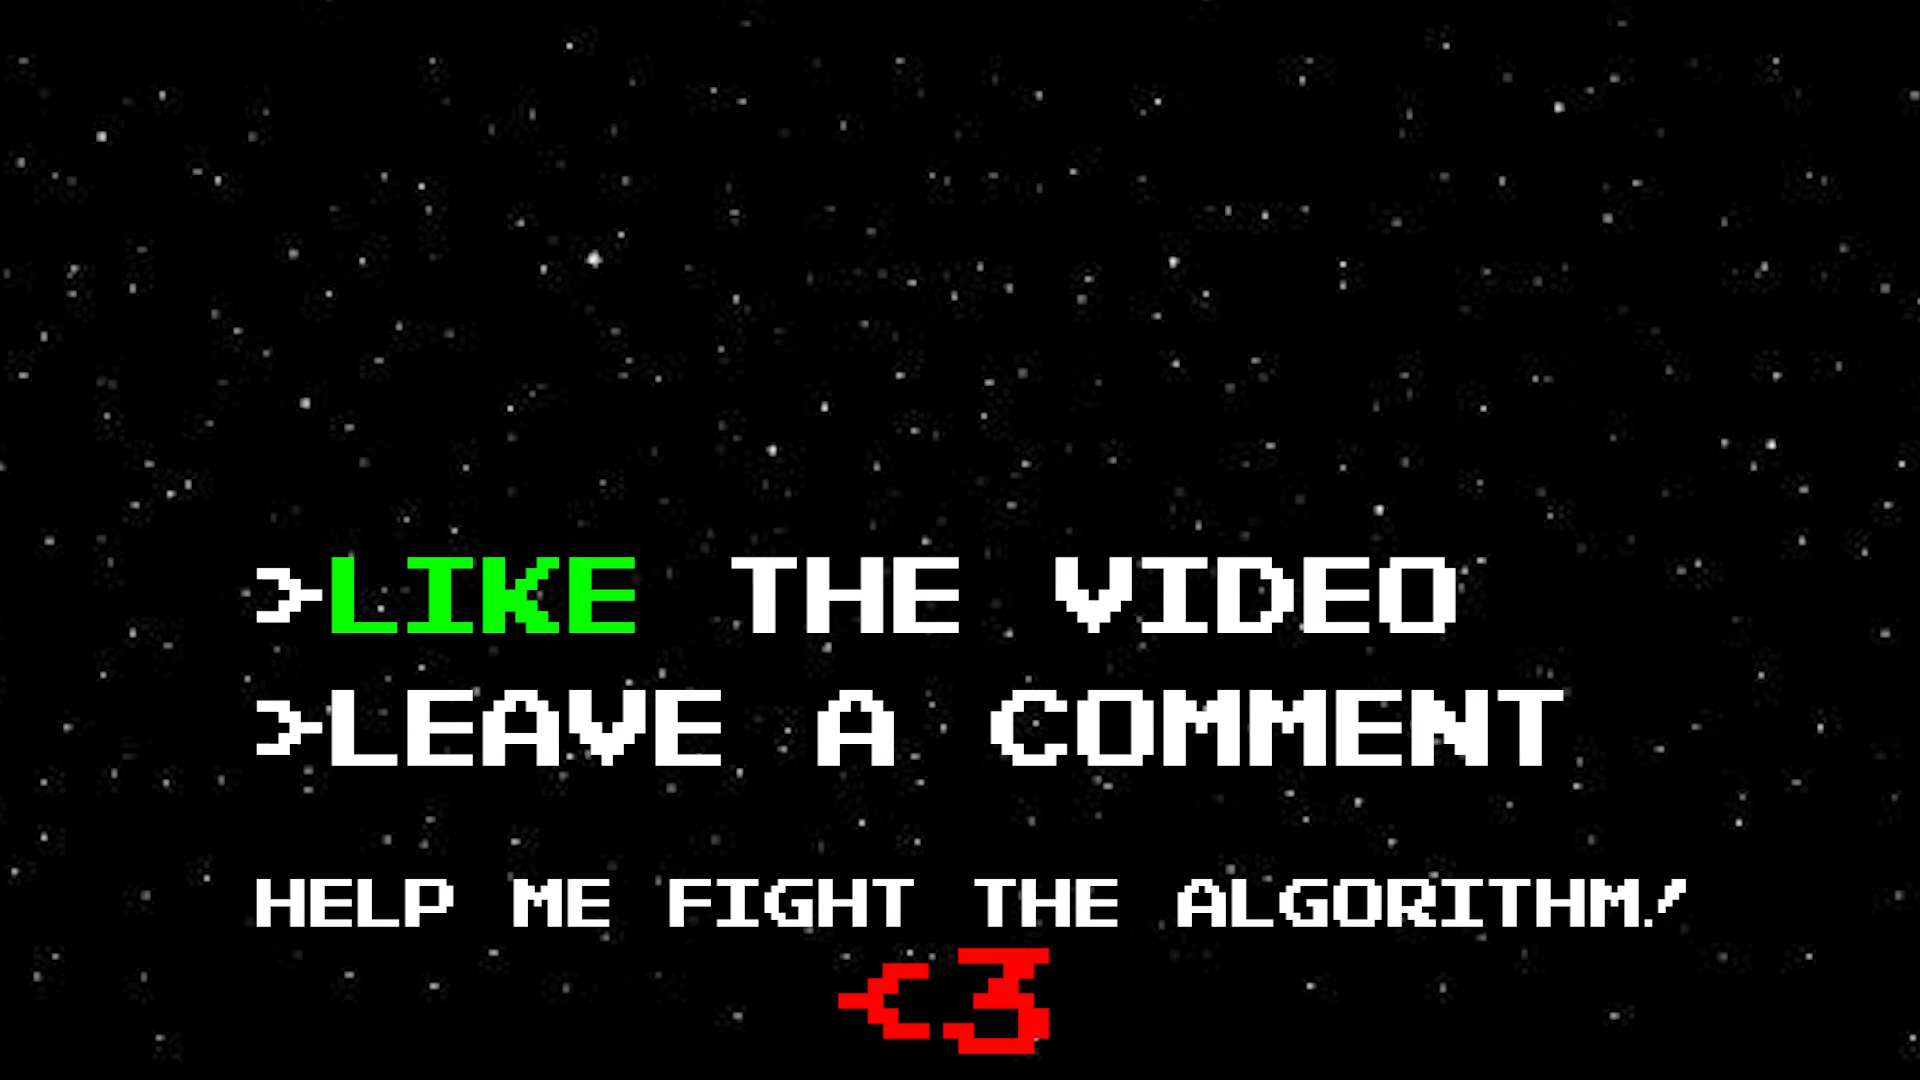 >LIKE THE VIDEO
>LEAVE A COMMENT
HELP ME FIGHT THE ALGORITHM!
<3